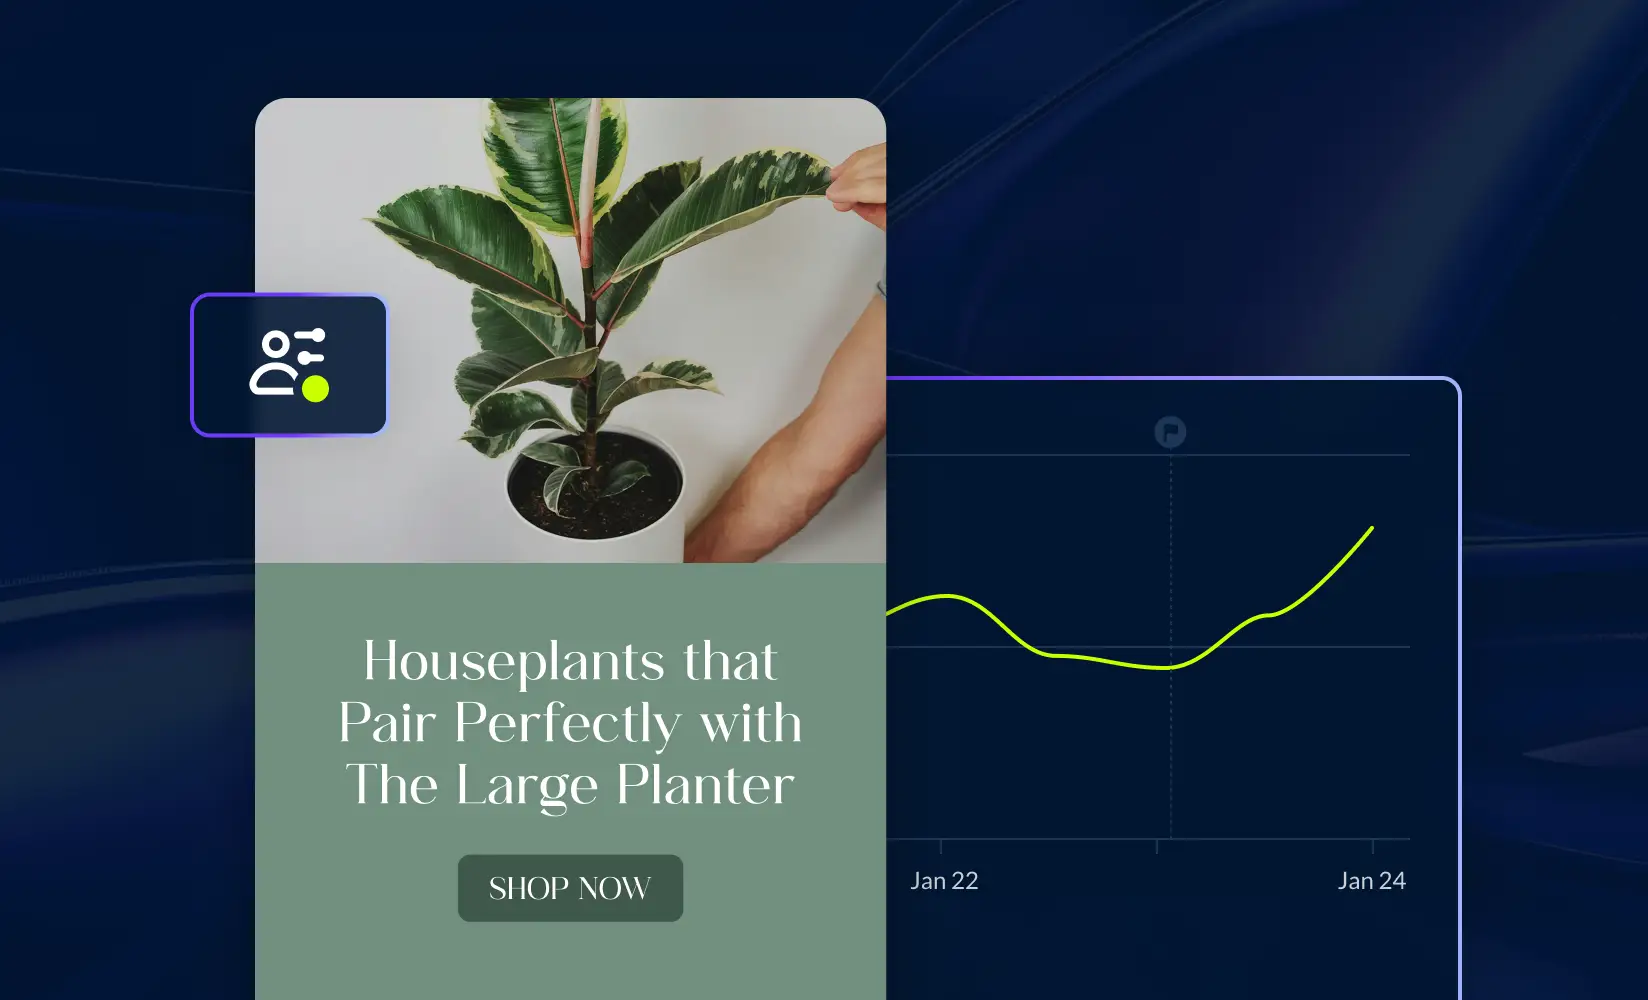 Houseplants that
Pair Perfectly with
The Large Planter
SHOP NOW
Jan 22
Jan 24